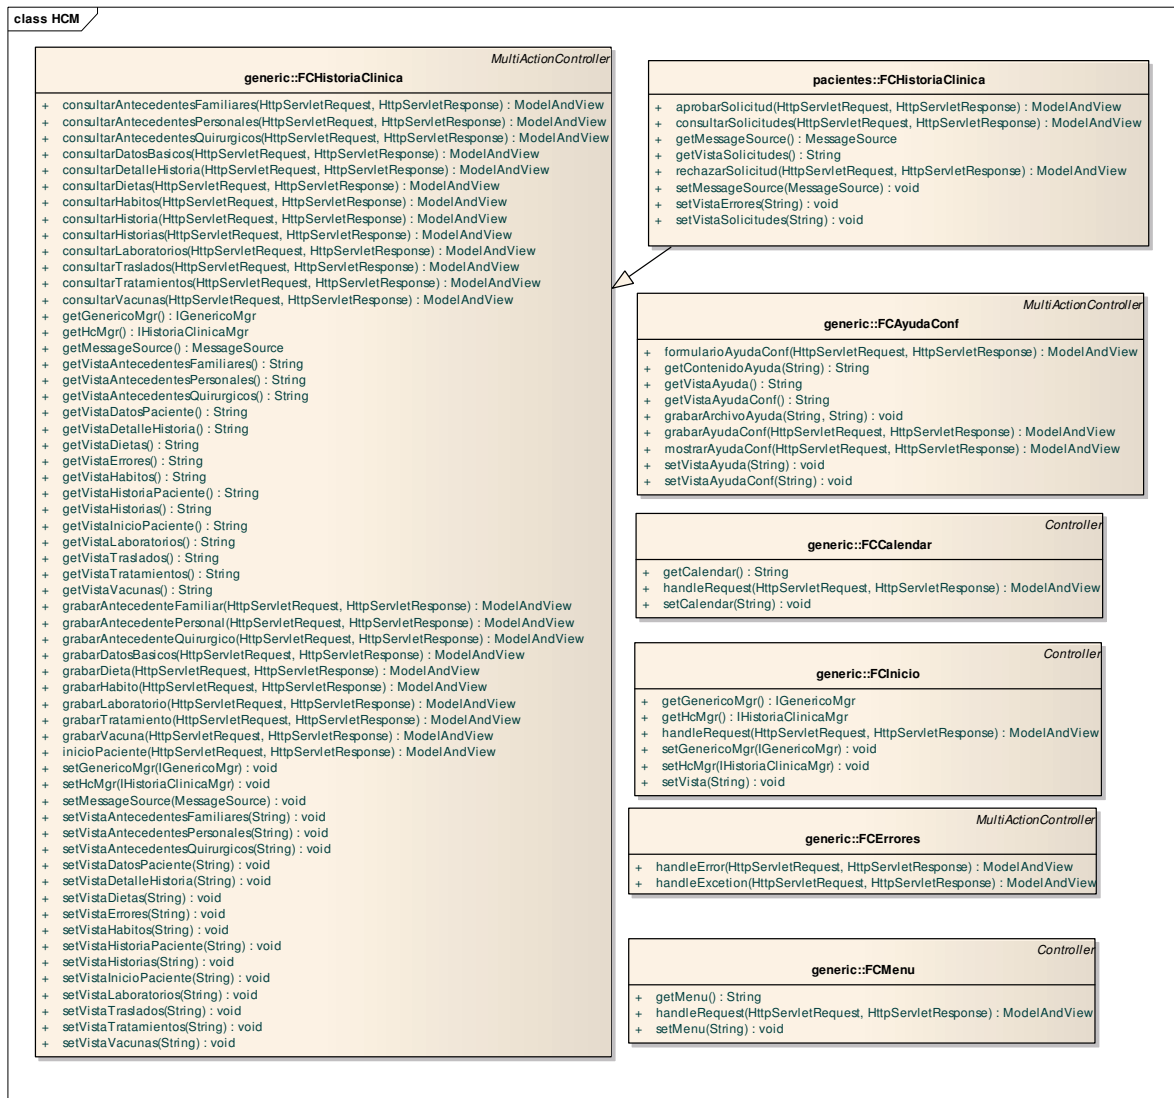 class HCM
MultiActionController
generic::FCHistoriaClinica
+ consultarAntecedentesFamiliares(HttpServletRequest, HttpServletResponse) : ModelAndView
+ consultarAntecedentesPersonales(HttpServletRequest, HttpServletResponse) : ModelAndView
+ consultarAntecedentesQuirurgicos(HttpServletRequest, HttpServletResponse) : ModelAndView
+ consultarDatosBasicos(HttpServletRequest, HttpServletResponse) : ModelAndView
+ consultarDetalleHistoria(HttpServletRequest, HttpServletResponse) : ModelAndView
+ consultarDietas(HttpServletRequest, HttpServletResponse) : ModelAndView
+ consultarHabitos(HttpServletRequest, HttpServletResponse) : ModelAndView
+ consultarHistoria(HttpServletRequest, HttpServletResponse) : ModelAndView
+ consultarHistorias(HttpServletRequest, HttpServletResponse) : ModelAndView
+ consultarLaboratorios(HttpServletRequest, HttpServletResponse) : ModelAndView
+ consultarTraslados(HttpServletRequest, HttpServletResponse) : ModelAndView
+ consultarTratamientos(HttpServletRequest, HttpServletResponse) : ModelAndView
+ consultarVacunas(HttpServletRequest, HttpServletResponse) : ModelAndView
+ getGenericoMgr() : IGenericoMgr
+ getHcMgr() : IHistoriaClinicaMgr
+ getMessageSource() : MessageSource
+ getVistaAntecedentesFamiliares() : String
+ getVistaAntecedentesPersonales() : String
+ getVistaAntecedentesQuirurgicos() : String
+ getVistaDatosPaciente() : String
+ getVistaDetalleHistoria() : String
+ getVistaDietas() : String
+ getVistaErrores() : String
+ getVistaHabitos() : String
+ getVistaHistoriaPaciente() : String
+ getVistaHistorias() : String
+ getVistaInicioPaciente() : String
+ getVistaLaboratorios() : String
+ getVistaTraslados() : String
+ getVistaTratamientos() : String
+ getVistaVacunas() : String
+ grabarAntecedenteFamiliar(HttpServletRequest, HttpServletResponse) : ModelAndView
+ grabarAntecedentePersonal(HttpServletRequest, HttpServletResponse) : ModelAndView
+ grabarAntecedenteQuirurgico(HttpServletRequest, HttpServletResponse) : ModelAndView
+ grabarDatosBasicos(HttpServletRequest, HttpServletResponse) : ModelAndView
+ grabarDieta(HttpServletRequest, HttpServletResponse) : ModelAndView
+ grabarHabito(HttpServletRequest, HttpServletResponse) : ModelAndView
+ grabarLaboratorio(HttpServletRequest, HttpServletResponse) : ModelAndView
+ grabarTratamiento(HttpServletRequest, HttpServletResponse) : ModelAndView
+ grabarVacuna(HttpServletRequest, HttpServletResponse) : ModelAndView
+ inicioPaciente(HttpServletRequest, HttpServletResponse) : ModelAndView
+ setGenericoMgr(IGenericoMgr) : void
+ setHcMgr(IHistoriaClinicaMgr) : void
+ setMessageSource(MessageSource) : void
+ setVistaAntecedentesFamiliares(String) : void
+ setVistaAntecedentesPersonales(String) : void
+ setVistaAntecedentesQuirurgicos(String) : void
+ setVistaDatosPaciente(String) : void
+ setVistaDetalleHistoria(String) : void
+ setVistaDietas(String) : void
+ setVistaErrores(String) : void
+ setVistaHabitos(String) : void
+ setVistaHistoriaPaciente(String) : void
+ setVistaHistorias(String) : void
+ setVistaInicioPaciente(String) : void
+ setVistaLaboratorios(String) : void
+ setVistaTraslados(String) : void
+ setVistaTratamientos(String) : void
+ setVistaVacunas(String) : void
pacientes::FCHistoriaClinica
+ aprobarSolicitud(HttpServletRequest, HttpServletResponse) : ModelAndView
+ consultarSolicitudes(HttpServletRequest, HttpServletResponse) : ModelAndView
+ getMessageSource() : MessageSource
+ getVistaSolicitudes() : String
+ rechazarSolicitud(HttpServletRequest, HttpServletResponse) : ModelAndView
+ setMessageSource(MessageSource) : void
+ setVistaErrores(String) : void
+ setVistaSolicitudes(String) : void
MultiActionController
generic::FCAyudaConf
+ formularioAyudaConf(HttpServletRequest, HttpServletResponse) : ModelAndView
+ getContenidoAyuda(String) : String
+ getVistaAyuda() : String
+ getVistaAyudaConf() : String
+ grabarArchivoAyuda(String, String) : void
+ grabarAyudaConf(HttpServletRequest, HttpServletResponse) : ModelAndView
+ mostrarAyudaConf(HttpServletRequest, HttpServletResponse) : ModelAndView
+ setVistaAyuda(String) : void
+ setVistaAyudaConf(String) : void
Controller
generic::FCCalendar
+ getCalendar() : String
+ handleRequest(HttpServletRequest, HttpServletResponse) : ModelAndView
+ setCalendar(String) : void
Controller
generic::FCInicio
+ getGenericoMgr() : IGenericoMgr
+ getHcMgr() : IHistoriaClinicaMgr
+ handleRequest(HttpServletRequest, HttpServletResponse) : ModelAndView
+ setGenericoMgr(IGenericoMgr) : void
+ setHcMgr(IHistoriaClinicaMgr) : void
+ setVista(String) : void
MultiActionController
generic::FCErrores
+ handleError(HttpServletRequest, HttpServletResponse) : ModelAndView
+ handleExcetion(HttpServletRequest, HttpServletResponse) : ModelAndView
Controller
generic::FCMenu
+ getMenu() : String
+ handleRequest(HttpServletRequest, HttpServletResponse) : ModelAndView
+ setMenu(String) : void